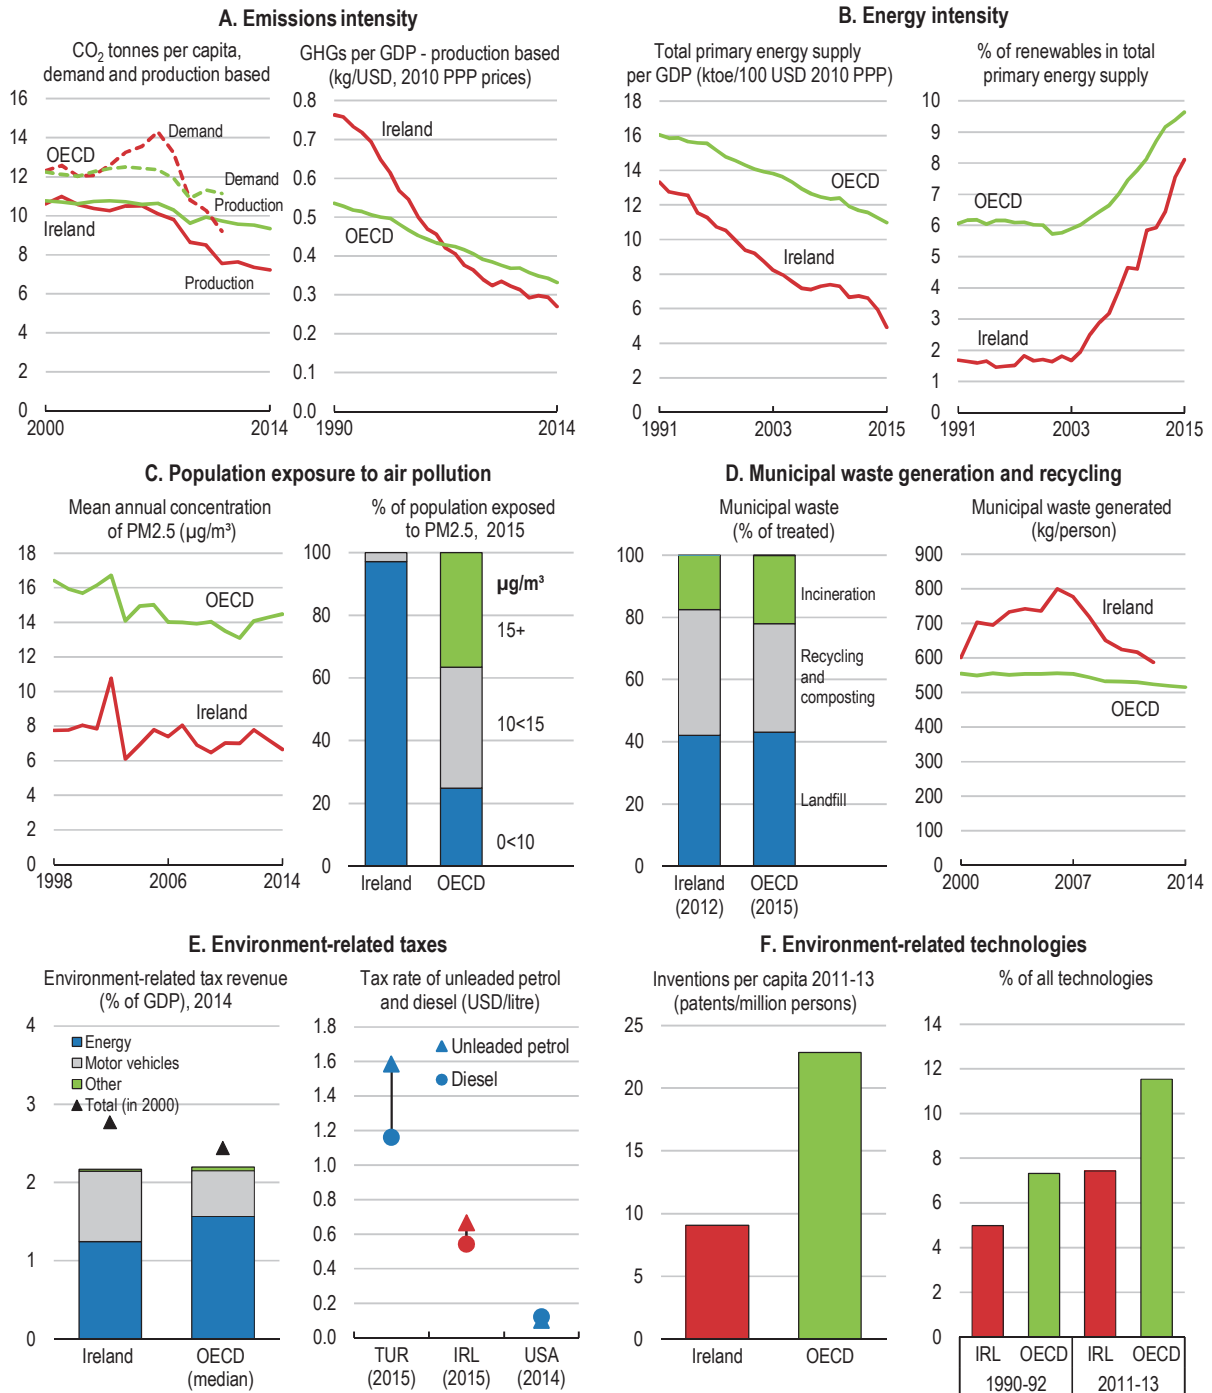 A. Emissions intensity
CO₂ tonnes per capita,
demand and production based
16
14
12
10
8
6
4
2
0
2000
2014
OECD
Ireland
Demand
Demand
Production
Production
GHGs per GDP - production based
(kg/USD, 2010 PPP prices)
0.8
0.7
0.6
0.5
0.4
0.3
0.2
0.1
0.0
1990
2014
Ireland
OECD
B. Energy intensity
Total primary energy supply
per GDP (ktoe/100 USD 2010 PPP)
18
16
14
12
10
8
6
4
2
0
1991
2003
2015
OECD
Ireland
% of renewables in total
primary energy supply
10
9
8
7
6
5
4
3
2
1
0
1991
2003
2015
OECD
Ireland
C. Population exposure to air pollution
Mean annual concentration
of PM2.5 (µg/m³)
18
16
14
12
10
8
6
4
2
0
1998
2006
2014
OECD
Ireland
% of population exposed
to PM2.5, 2015
100
80
60
40
20
0
µg/m³
15+
10<15
0<10
Ireland
OECD
D. Municipal waste generation and recycling
Municipal waste
(% of treated)
100
80
60
40
20
0
Incineration
Recycling
and
composting
Landfill
Ireland
(2012)
OECD
(2015)
Municipal waste generated
(kg/person)
900
800
700
600
500
400
300
200
100
0
2000
2007
2014
Ireland
OECD
E. Environment-related taxes
Environment-related tax revenue
(% of GDP), 2014
4
3
2
1
0
Energy
Motor vehicles
Other
Total (in 2000)
Ireland
OECD
(median)
Tax rate of unleaded petrol
and diesel (USD/litre)
1.8
1.6
1.4
1.2
1.0
0.8
0.6
0.4
0.2
0.0
Unleaded petrol
Diesel
TUR
(2015)
IRL
(2015)
USA
(2014)
F. Environment-related technologies
Inventions per capita 2011-13
(patents/million persons)
25
20
15
10
5
0
Ireland
OECD
% of all technologies
14
12
10
8
6
4
2
0
IRL
OECD
IRL
OECD
1990-92
2011-13